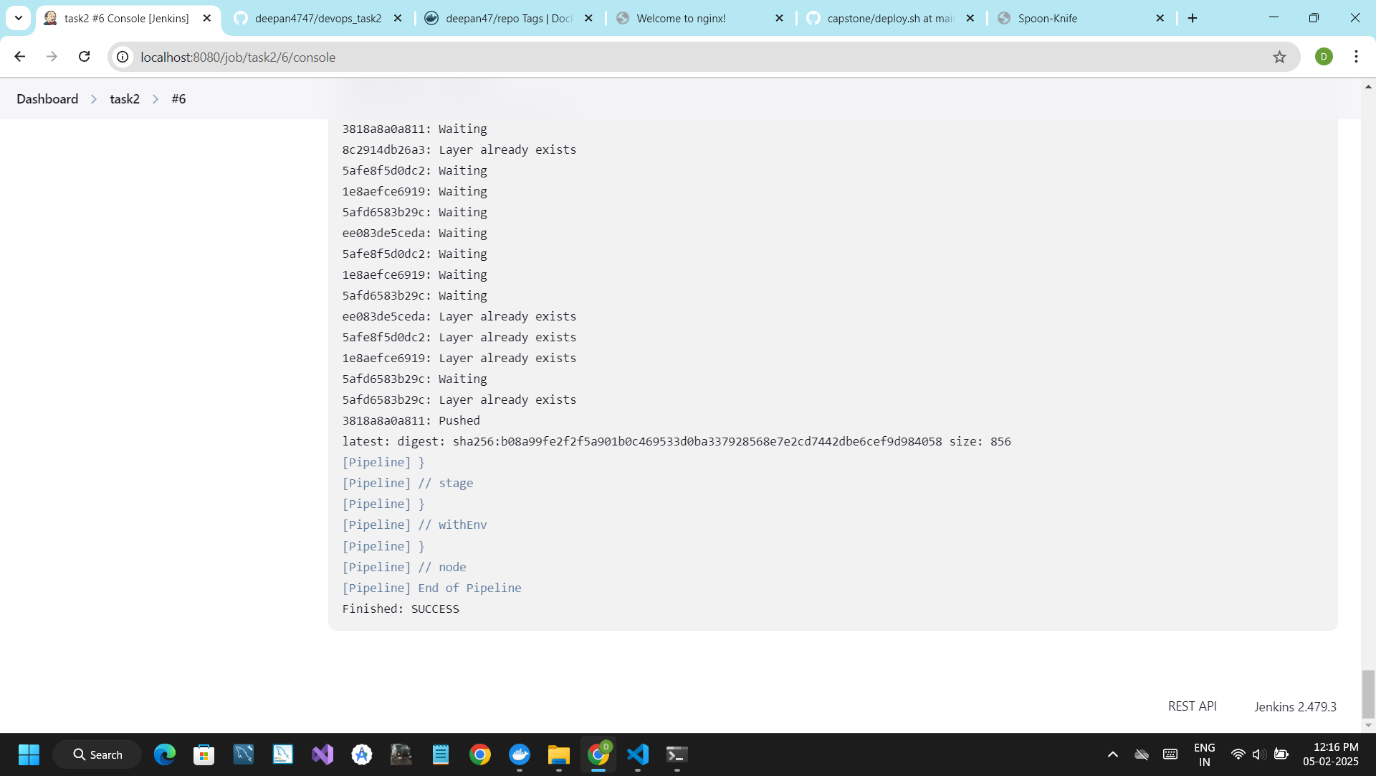 task2 #6 Console [Jenkins]
deepan4747/devops_task2
deepan47/repo Tags | Dock
Welcome to nginx!
capstone/deploy.sh at mai
Spoon-Knife
localhost:8080/job/task2/6/console
D
Dashboard
task2
#6
3818a8a0a811: Waiting
8c2914db26a3: Layer already exists
5afe8f5d0dc2: Waiting
1e8aefce6919: Waiting
5afd6583b29c: Waiting
ee083de5ceda: Waiting
5afe8f5d0dc2: Waiting
1e8aefce6919: Waiting
5afd6583b29c: Waiting
ee083de5ceda: Layer already exists
5afe8f5d0dc2: Layer already exists
1e8aefce6919: Layer already exists
5afd6583b29c: Waiting
5afd6583b29c: Layer already exists
3818a8a0a811: Pushed
latest: digest: sha256:b08a99fe2f2f5a901b0c469533d0ba337928568e7e2cd7442dbe6cef9d984058 size: 856
[Pipeline] }
[Pipeline] // stage
[Pipeline] }
[Pipeline] // withEnv
[Pipeline] }
[Pipeline] // node
[Pipeline] End of Pipeline
Finished: SUCCESS
REST API
Jenkins 2.479.3
Search
D
ENG
IN
12:16 PM
05-02-2025